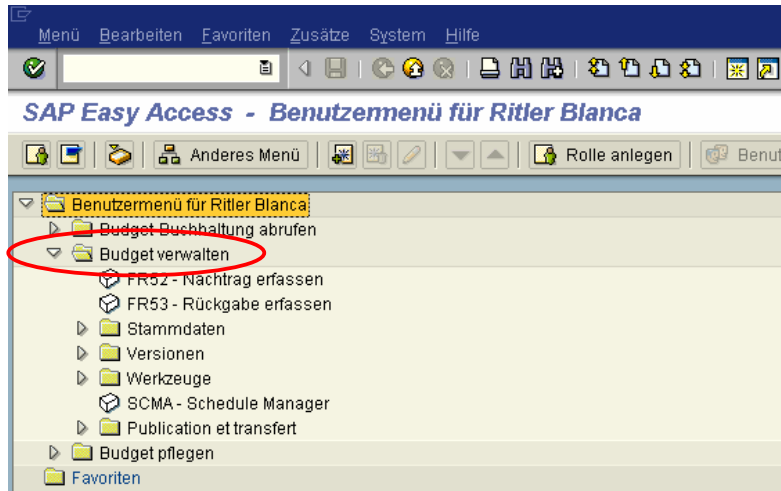 Menü Bearbeiten Favoriten Zusätze System Hilfe
SAP Easy Access - Benutzermenü für Ritler Blanca
Anderes Menü Rolle anlegen Benut
Benutzermenü für Ritler Blanca
Budget Buchhaltung abrufen
Budget verwalten
FR52 - Nachtrag erfassen
FR53 - Rückgabe erfassen
Stammdaten
Versionen
Werkzeuge
SCMA - Schedule Manager
Publication et transfert
Budget pflegen
Favoriten